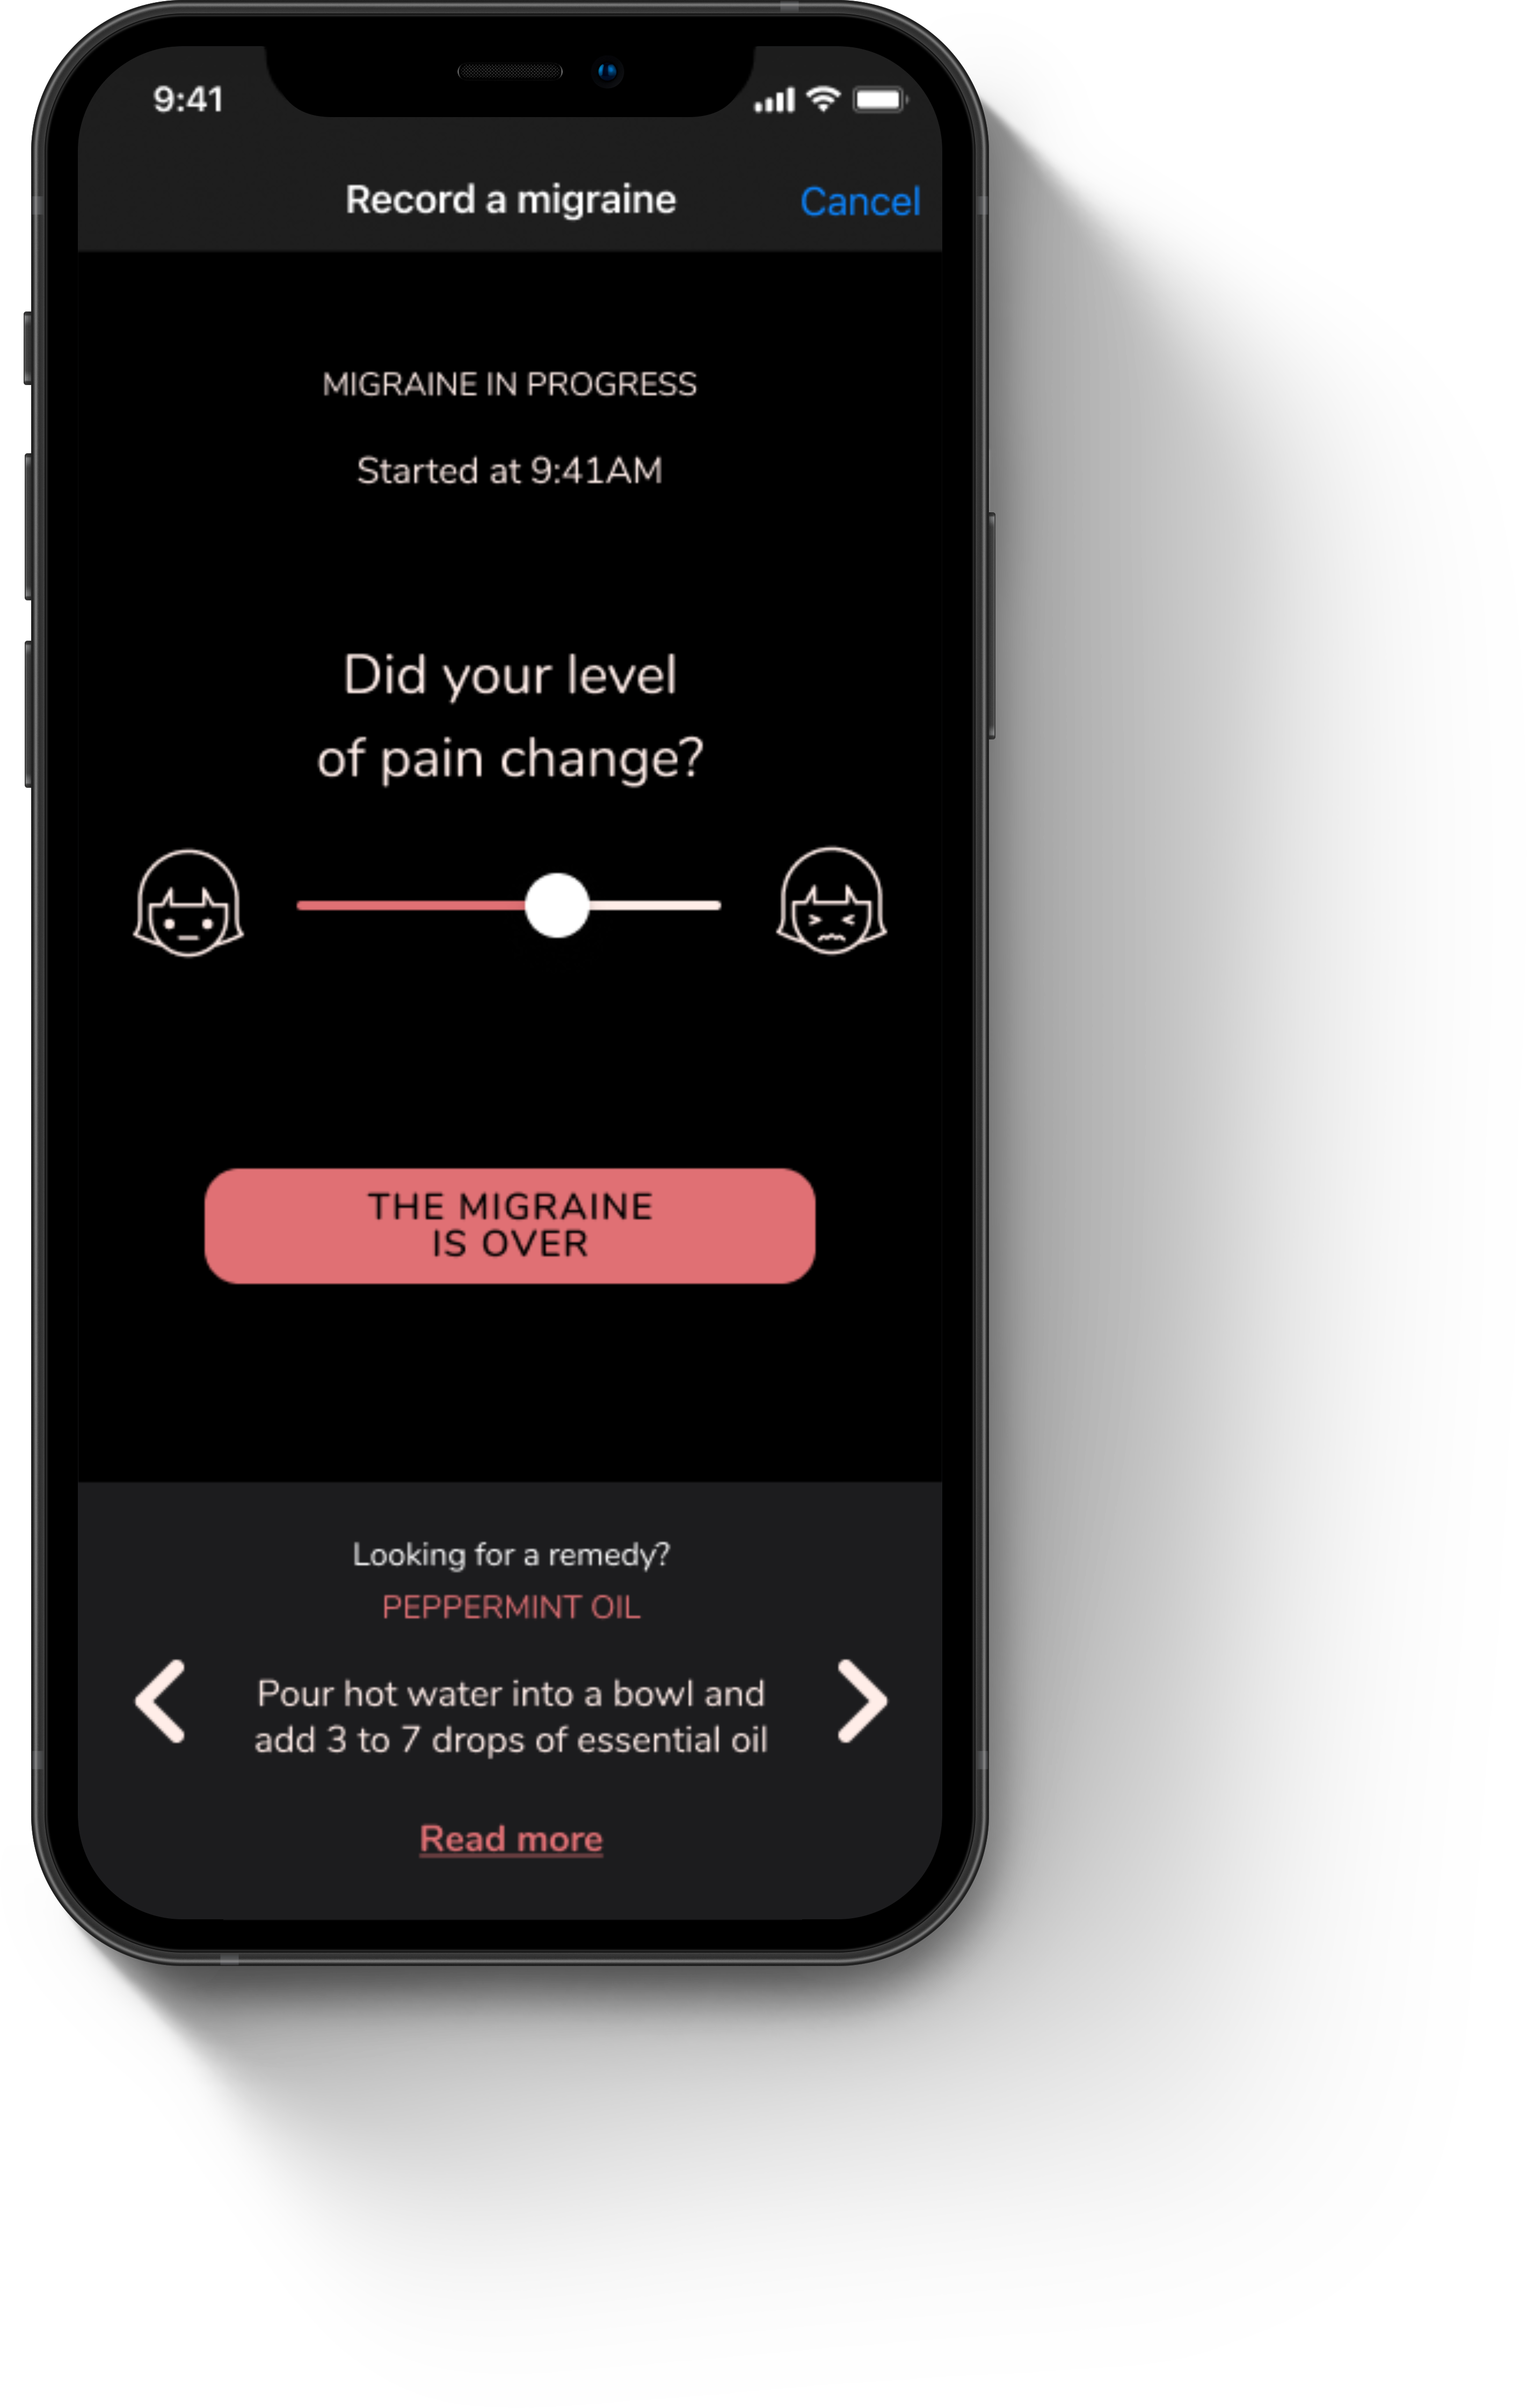 9:41
Record a migraine
Cancel
MIGRAINE IN PROGRESS
Started at 9:41AM
Did your level
of pain change?
THE MIGRAINE
IS OVER
Looking for a remedy?
PEPPERMINT OIL
Pour hot water into a bowl and
add 3 to 7 drops of essential oil
Read more